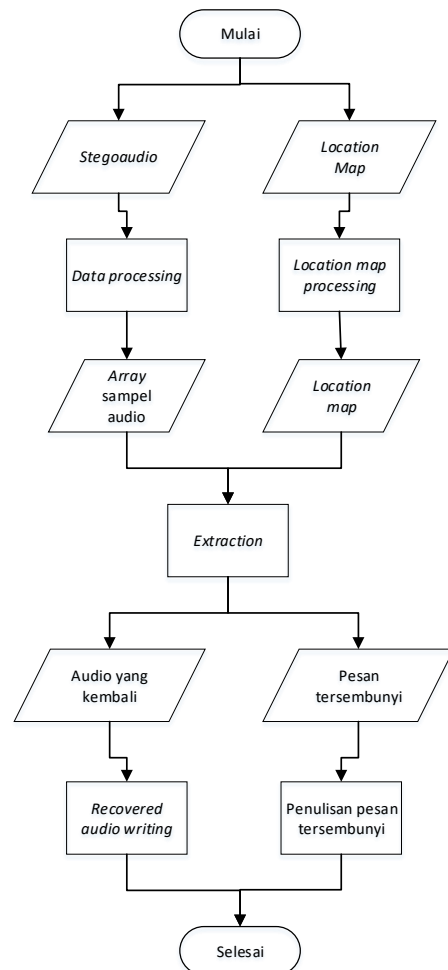 Mulai
Stegoaudio
Location
Map
Data processing
Location map
processing
Array
sampel
audio
Location
map
Extraction
Audio yang
kembali
Pesan
tersembunyi
Recovered
audio writing
Penulisan pesan
tersembunyi
Selesai